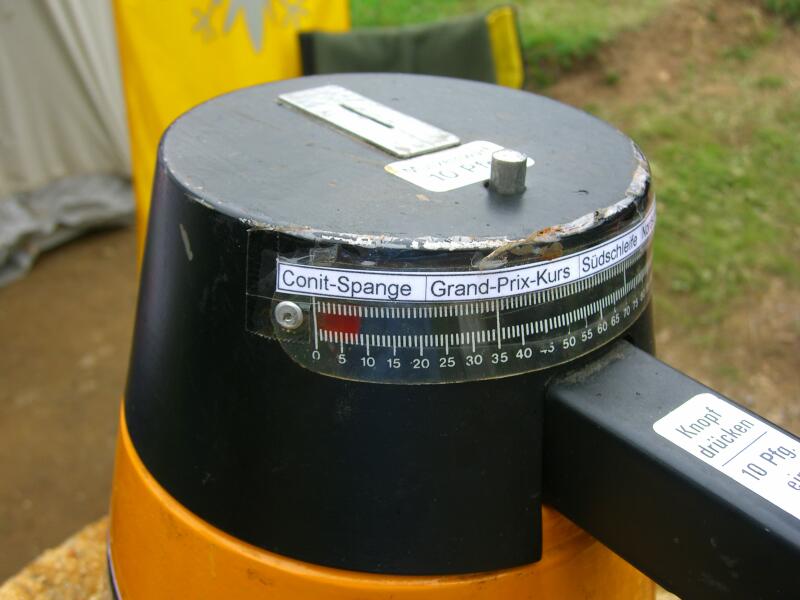 10 Pfg.
Conit-Spange Grand-Prix-Kurs Südschleife
0 5 10 15 20 25 30 35 40 45 50 55 60 65 70 75
Knopf
drücken
10 Pfg.